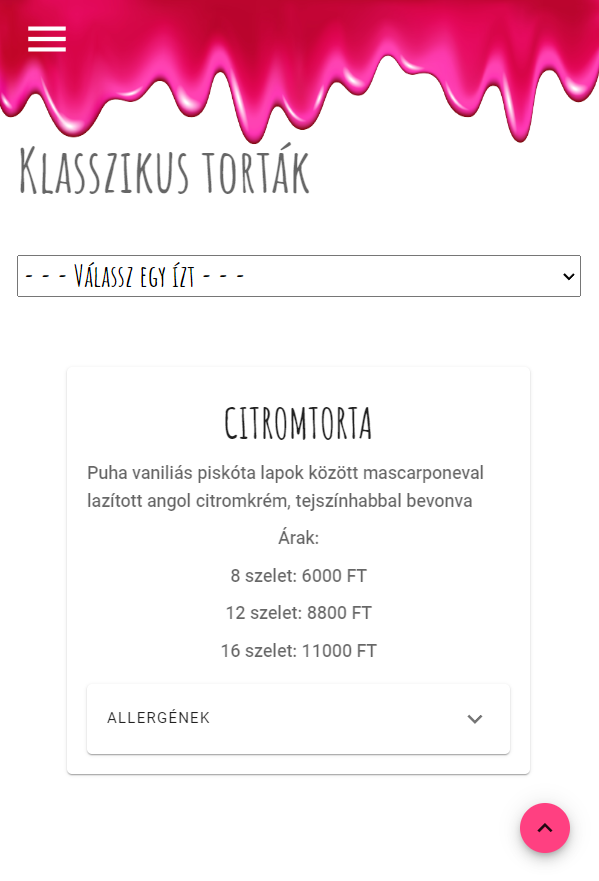 Klasszikus torták
- - - Válassz egy ízt - - -
CITROMTORTA
Puha vaniliás piskóta lapok között mascarponeval
lazított angol citromkrém, tejszínhabbal bevonva
Árak:
8 szelet: 6000 FT
12 szelet: 8800 FT
16 szelet: 11000 FT
ALLERGÉNEK